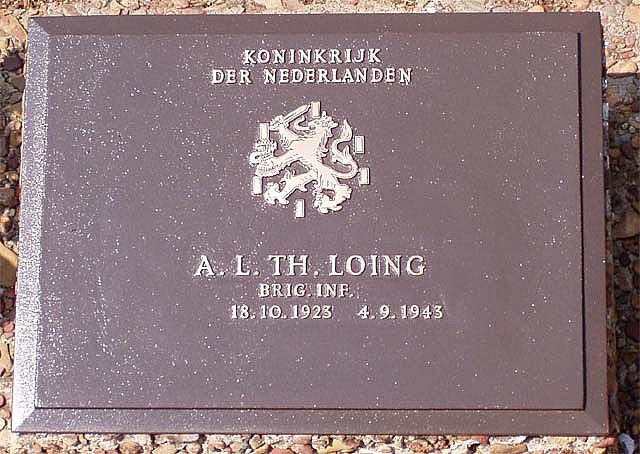 KONINKRIJK
DER NEDERLANDEN
A. L. TH. LOING
BRIG. INF.
18.10.1923 4.9.1943